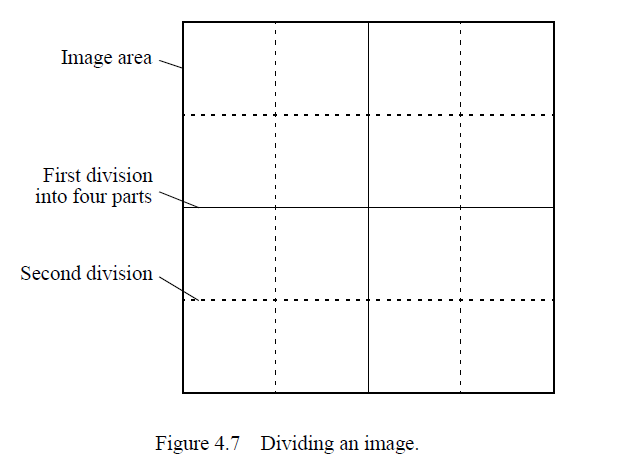 Image area
First division
into four parts
Second division
Figure 4.7 Dividing an image.